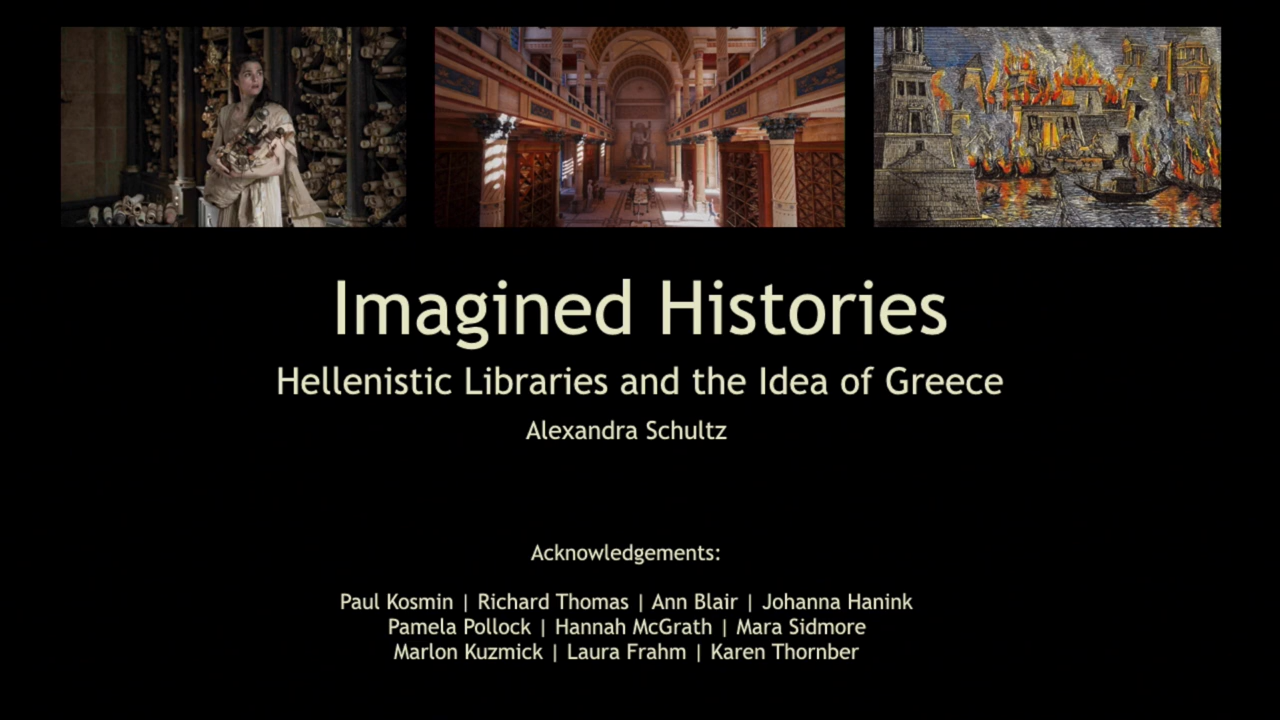 Imagined Histories
Hellenistic Libraries and the Idea of Greece
Alexandra Schultz
Acknowledgements:
Paul Kosmin | Richard Thomas | Ann Blair | Johanna Hanink
Pamela Pollock | Hannah McGrath | Mara Sidmore
Marlon Kuzmick | Laura Frahm | Karen Thornber